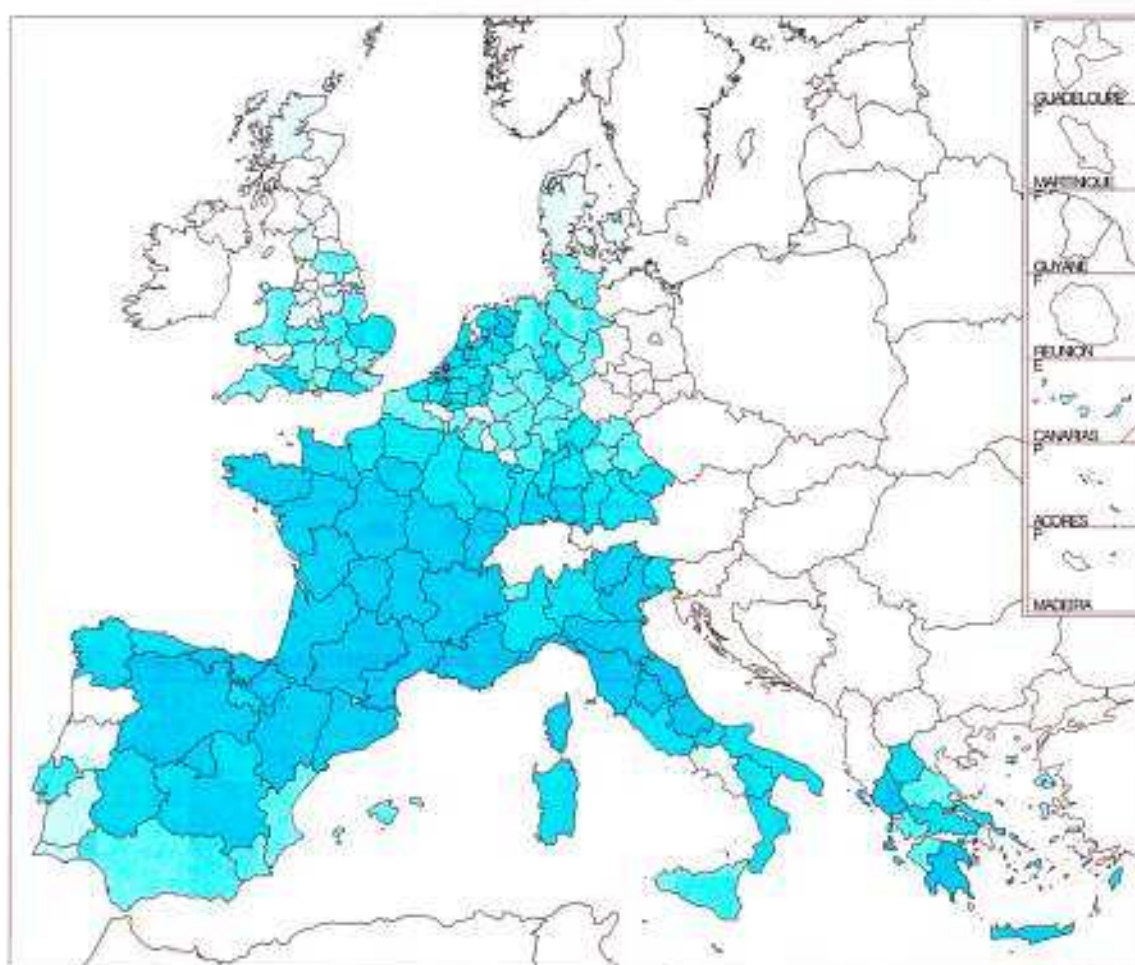 F
GUADELOUPE
F
MARTINIQUE
F
GUYANE
F
REUNION
E
CANARIAS
P
ACORES
P
MADEIRA